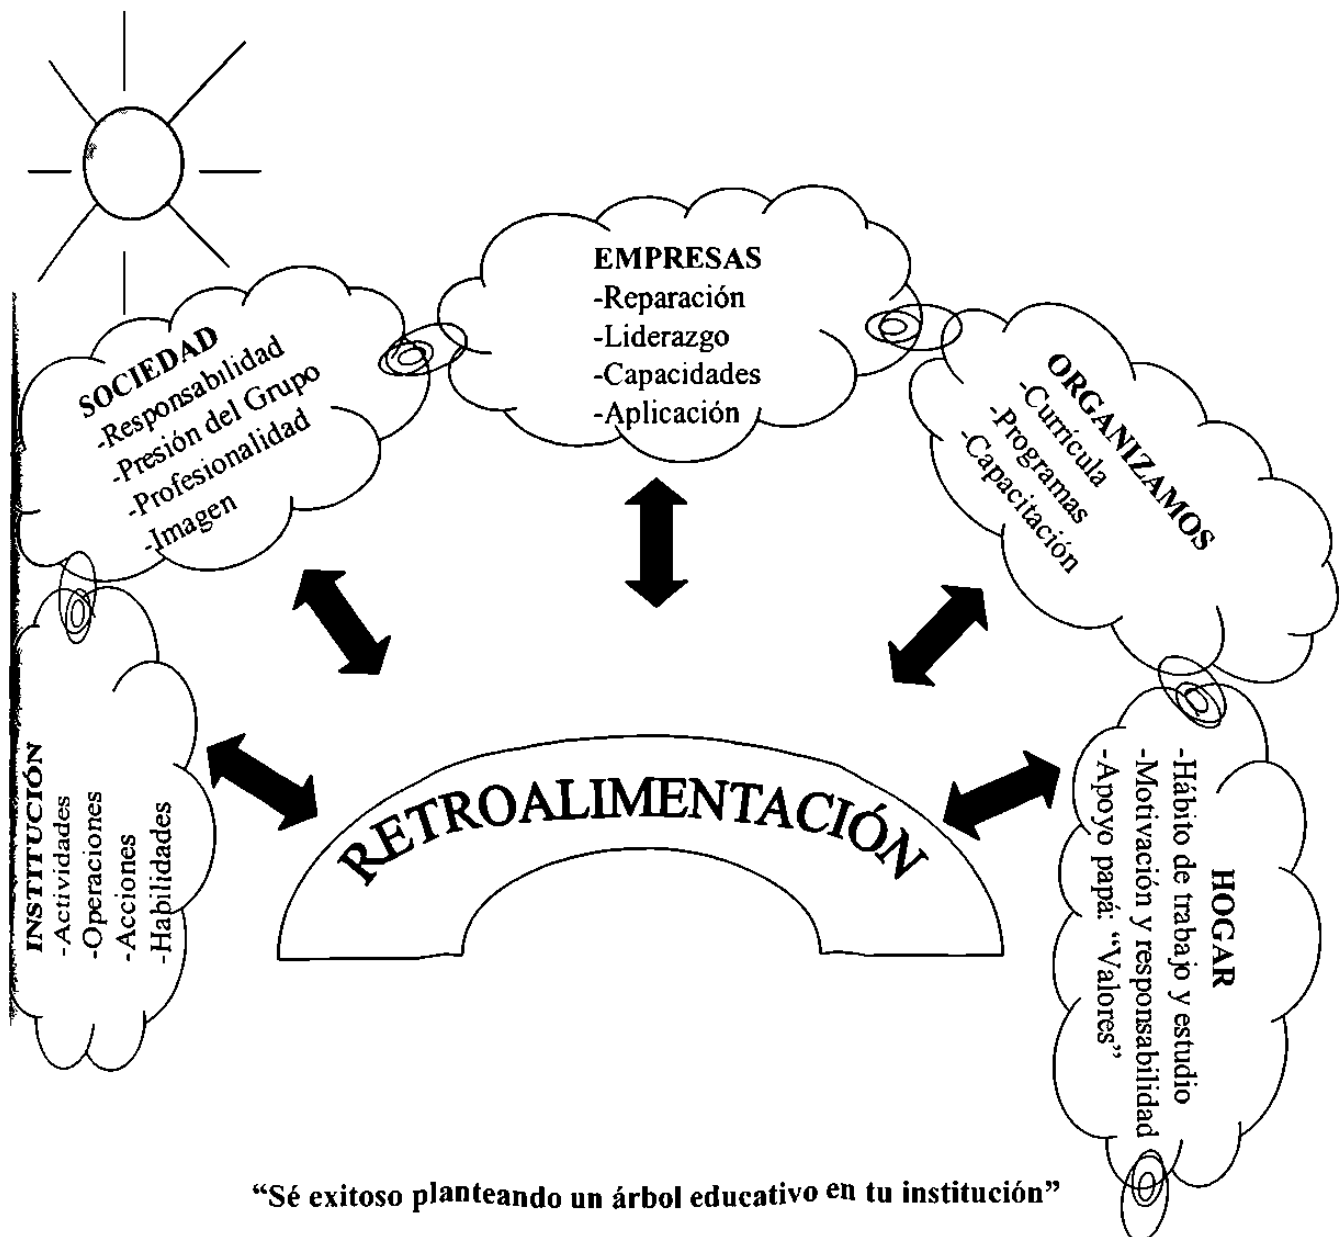 EMPRESAS
-Reparación
-Liderazgo
-Capacidades
-Aplicación
SOCIEDAD
-Responsabilidad
-Presión del Grupo
-Profesionalidad
-Imagen
ORGANIZAMOS
-Currícula
-Programas
-Capacitación
INSTITUCIÓN
-Actividades
-Operaciones
-Acciones
-Habilidades
HOGAR
-Hábito de trabajo y estudio
-Motivación y responsabilidad
-Apoyo papá: “Valores”
RETROALIMENTACIÓN
“Sé exitoso planteando un árbol educativo en tu institución”